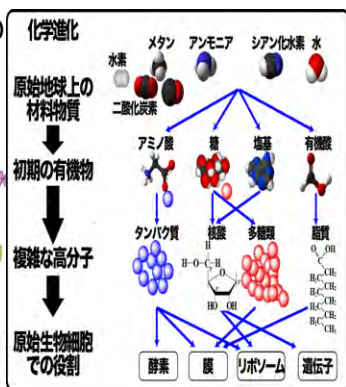 化学進化
水素
メタン
アンモニア
シアン化水素
水
原始地球上の
材料物質
二酸化炭素
アミノ酸
糖
塩基
有機酸
初期の有機物
タンパク質
核酸
多糖類
脂質
複雑な高分子
H
H-O-C-H
H
O
HO
OH
原始生物細胞
での役割
酵素
膜
リボソーム
遺伝子